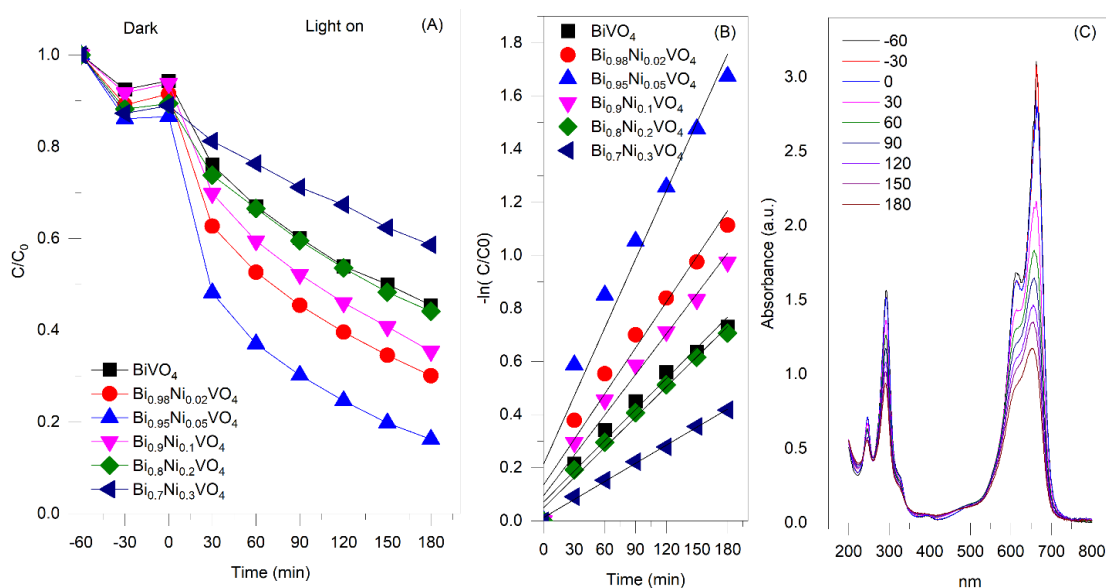 Dark
Light on
(A)
1.0
0.8
0.6
0.4
0.2
0.0
C/C₀
BiVO₄
Bi₀.₉₈Ni₀.₀₂VO₄
Bi₀.₉₅Ni₀.₀₅VO₄
Bi₀.₉Ni₀.₁VO₄
Bi₀.₈Ni₀.₂VO₄
Bi₀.₇Ni₀.₃VO₄
-60 -30 0 30 60 90 120 150 180
Time (min)
(B)
1.8
1.6
1.4
1.2
1.0
0.8
0.6
0.4
0.2
0.0
-ln( C/C0)
BiVO₄
Bi₀.₉₈Ni₀.₀₂VO₄
Bi₀.₉₅Ni₀.₀₅VO₄
Bi₀.₉Ni₀.₁VO₄
Bi₀.₈Ni₀.₂VO₄
Bi₀.₇Ni₀.₃VO₄
0 30 60 90 120 150 180
Time (min)
(C)
-60
-30
0
30
60
90
120
150
180
3.0
2.5
2.0
1.5
1.0
0.5
0.0
Absorbance (a.u.)
200 300 400 500 600 700 800
nm